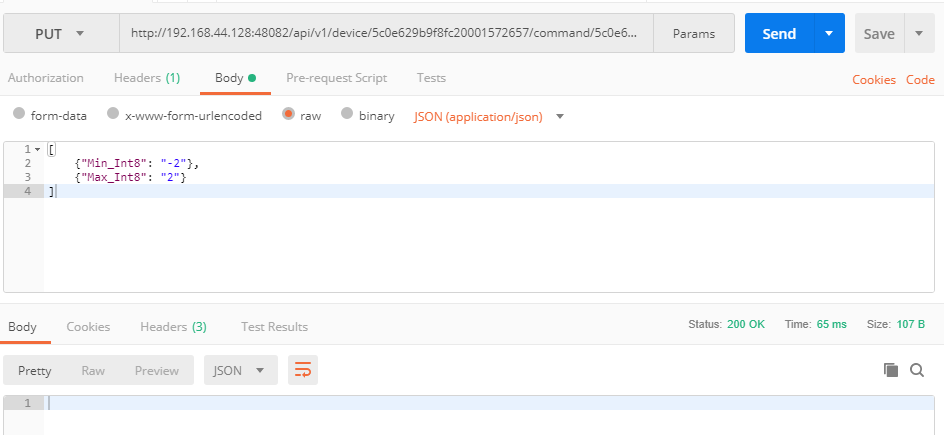 PUT http://192.168.44.128:48082/api/v1/device/5c0e629b9f8fc20001572657/command/5c0e6... Params Send Save
Authorization Headers (1) Body Pre-request Script Tests Cookies Code
form-data x-www-form-urlencoded raw binary JSON (application/json)
1 [
2 {"Min_Int8": "-2"},
3 {"Max_Int8": "2"}
4 ]
Body Cookies Headers (3) Test Results Status: 200 OK Time: 65 ms Size: 107 B
Pretty Raw Preview JSON
1